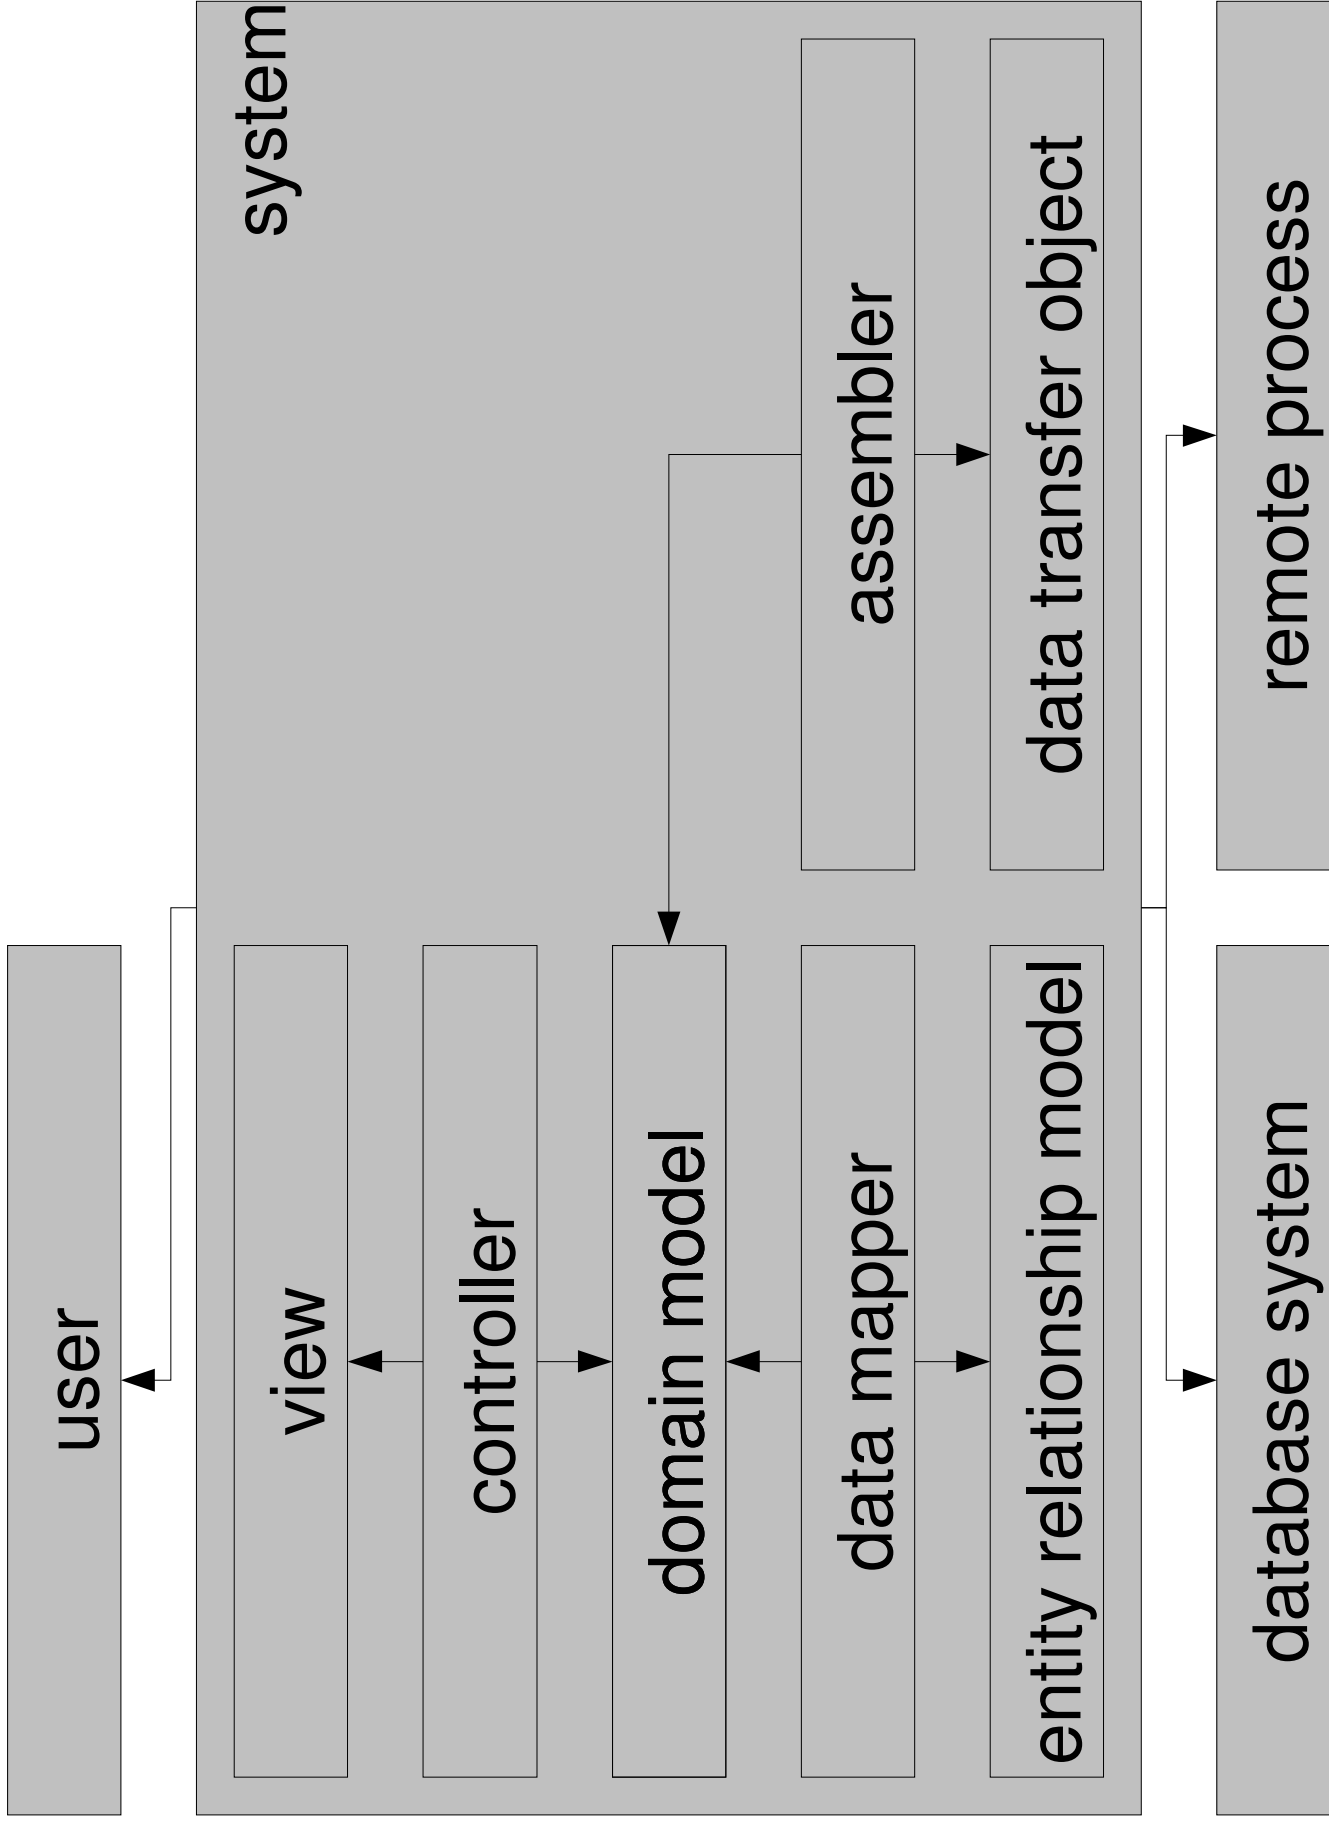 user
system
view
controller
domain model
data mapper
assembler
entity relationship model
data transfer object
database system
remote process